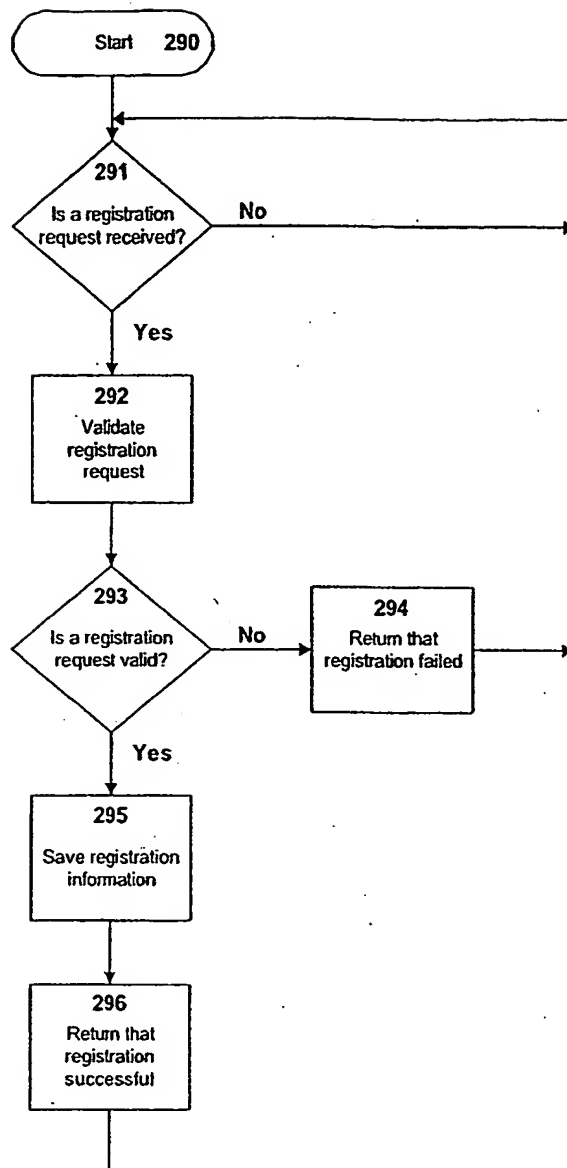 Start 290
291
Is a registration
request received?
No
Yes
292
Validate
registration
request
293
Is a registration
request valid?
No
294
Return that
registration failed
Yes
295
Save registration
information
296
Return that
registration
successful